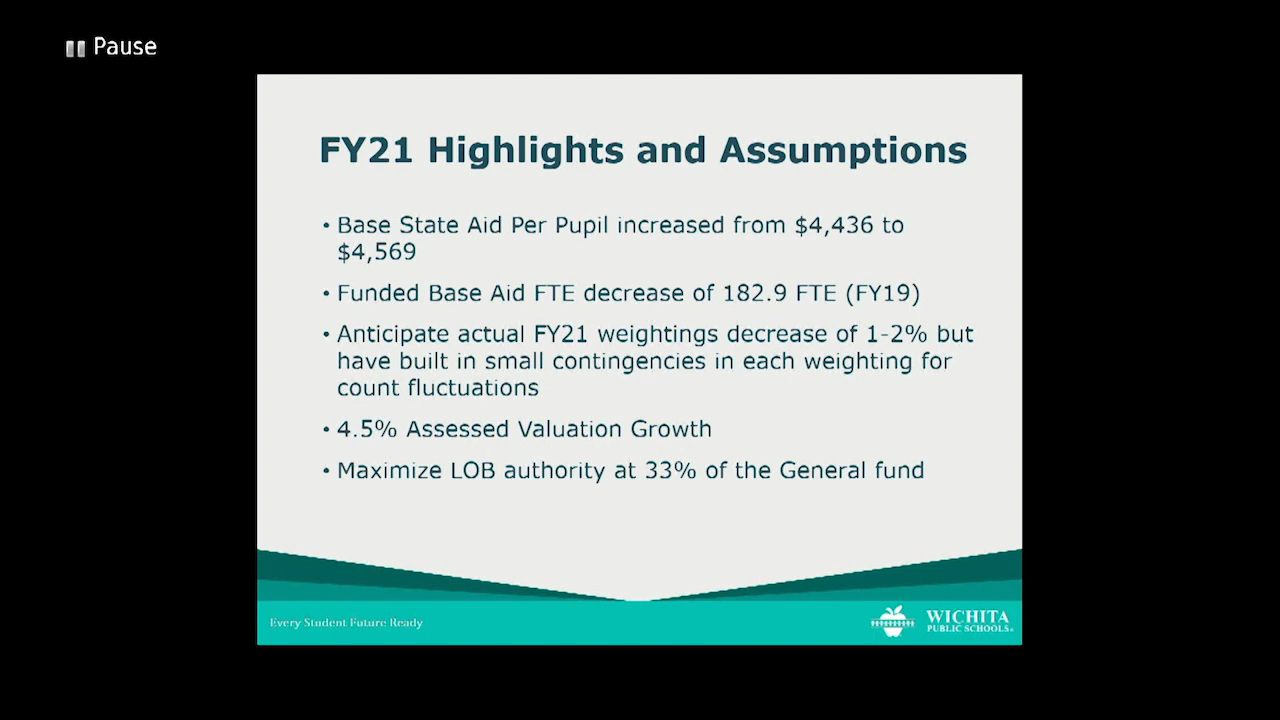 Pause
FY21 Highlights and Assumptions
• Base State Aid Per Pupil increased from $4,436 to
$4,569
• Funded Base Aid FTE decrease of 182.9 FTE (FY19)
• Anticipate actual FY21 weightings decrease of 1-2% but
have built in small contingencies in each weighting for
count fluctuations
• 4.5% Assessed Valuation Growth
• Maximize LOB authority at 33% of the General fund
Every Student Future Ready
WICHITA
PUBLIC SCHOOLS®